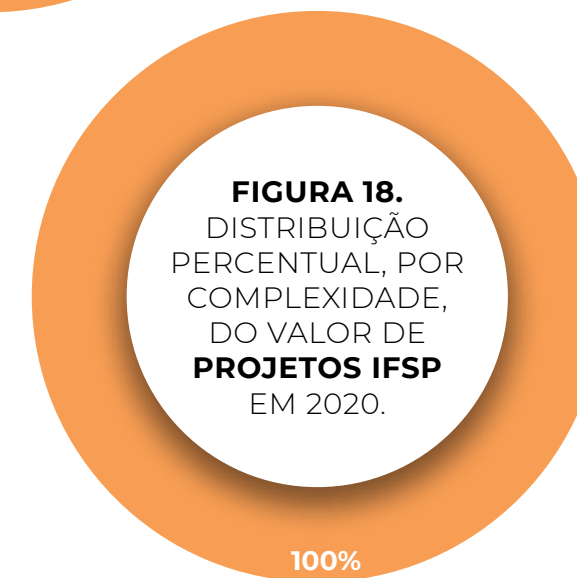 FIGURA 18.
DISTRIBUIÇÃO
PERCENTUAL, POR
COMPLEXIDADE,
DO VALOR DE
PROJETOS IFSP
EM 2020.
100%